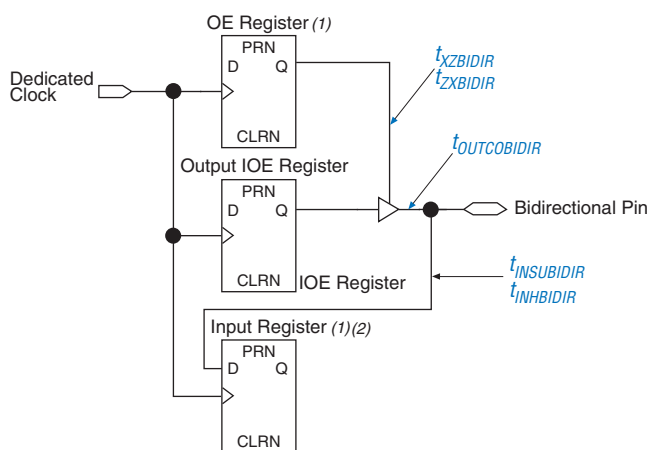 OE Register (1)
PRN
D Q
CLRN
Dedicated
Clock
tXZBIDIR
tZXBIDIR
tOUTCOBIDIR
Output IOE Register
PRN
D Q
CLRN
IOE Register
Bidirectional Pin
tINSUBIDIR
tINHBIDIR
Input Register (1)(2)
PRN
D Q
CLRN